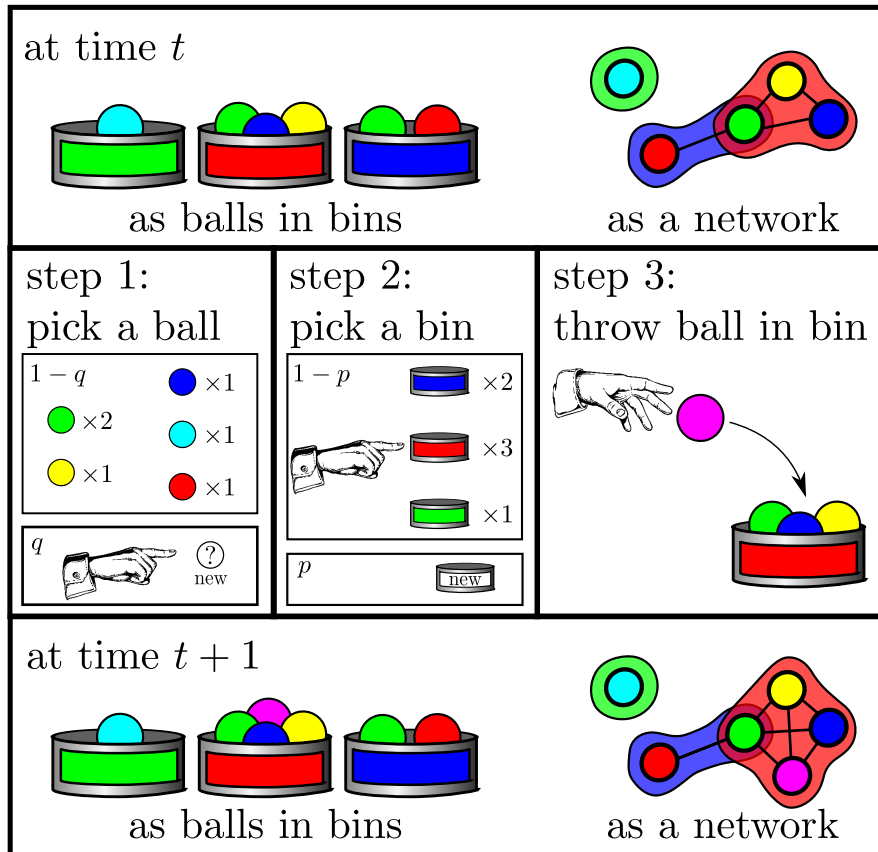 at time t
as balls in bins
as a network
step 1:
pick a ball
1 − q
×2
×1
×1
×1
×1
q
?
new
step 2:
pick a bin
1 − p
×2
×3
×1
p
new
step 3:
throw ball in bin
at time t + 1
as balls in bins
as a network